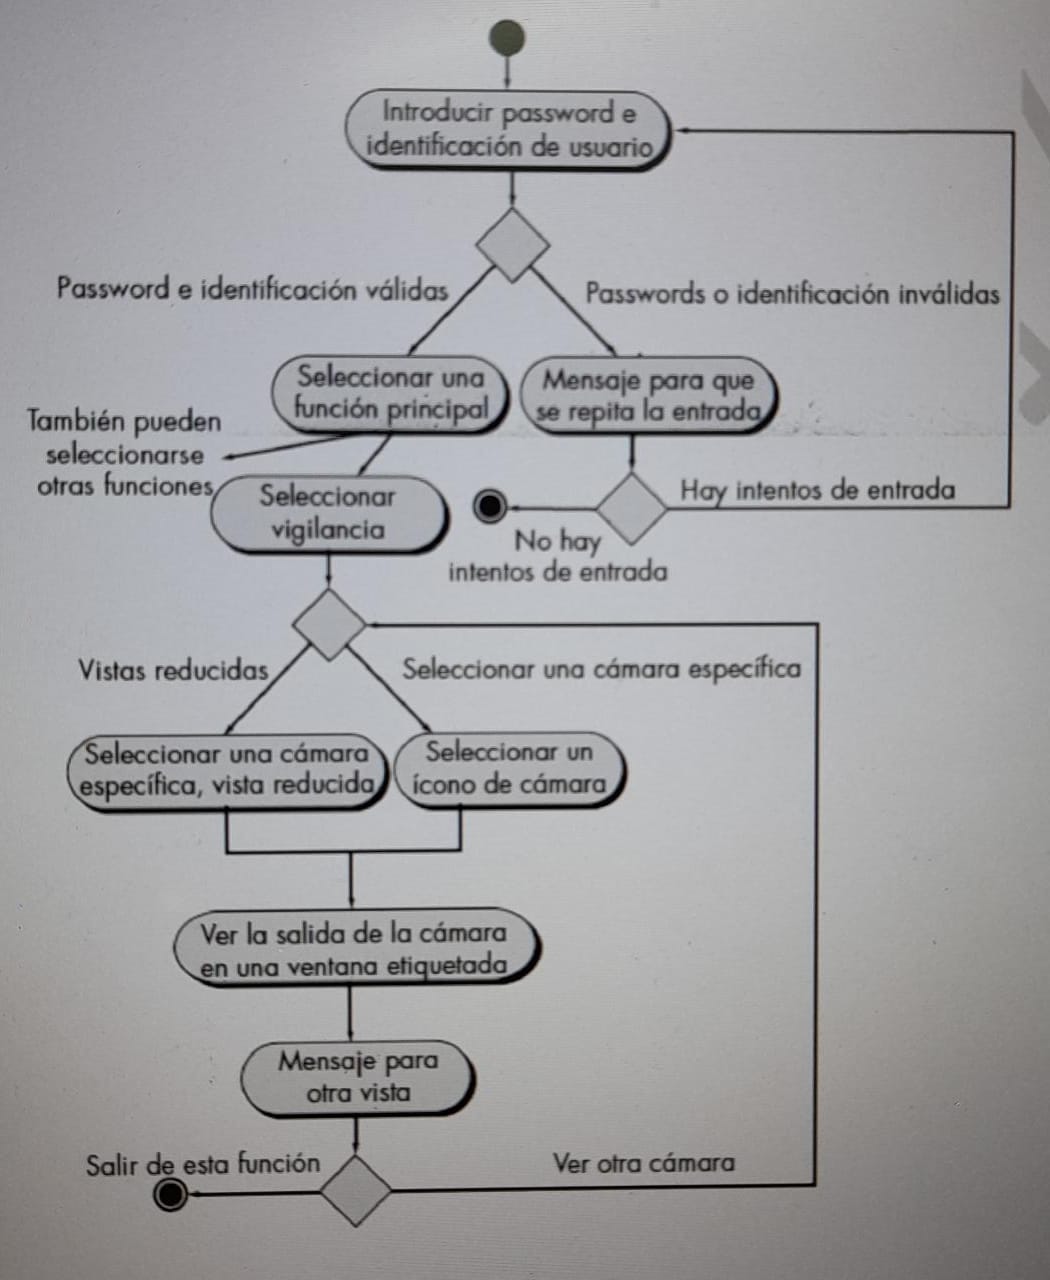 Introducir password e
identificación de usuario
Password e identificación válidas
Passwords o identificación inválidas
Seleccionar una
función principal
Mensaje para que
se repita la entrada
También pueden
seleccionarse
otras funciones
Seleccionar
vigilancia
Hay intentos de entrada
No hay
intentos de entrada
Vistas reducidas
Seleccionar una cámara específica
Seleccionar una cámara
específica, vista reducida
Seleccionar un
ícono de cámara
Ver la salida de la cámara
en una ventana etiquetada
Mensaje para
otra vista
Salir de esta función
Ver otra cámara